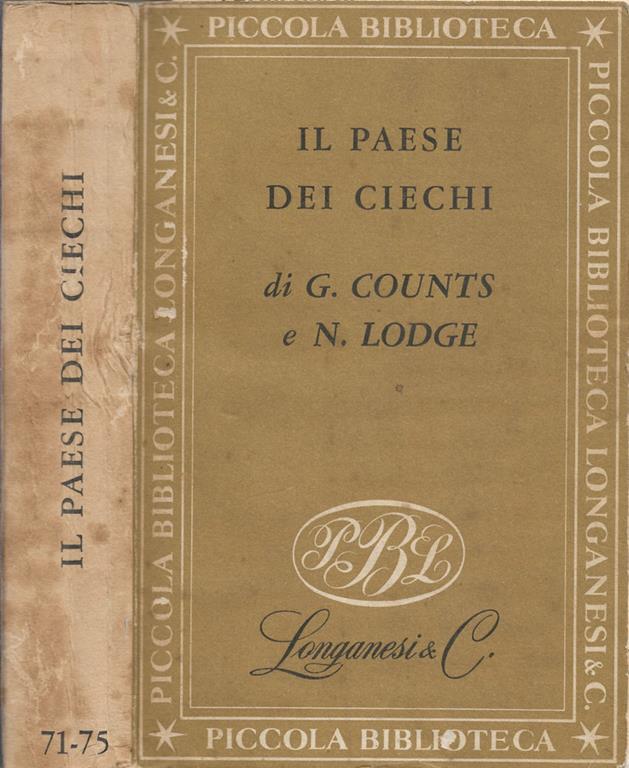 IL PAESE DEI CIECHI
71-75
PICCOLA BIBLIOTECA
PICCOLA BIBLIOTECA LONGANESI & C.
IL PAESE
DEI CIECHI
di G. COUNTS
e N. LODGE
PBL
Longanesi & C.
PICCOLA BIBLIOTECA LONGANESI & C.
PICCOLA BIBLIOTECA